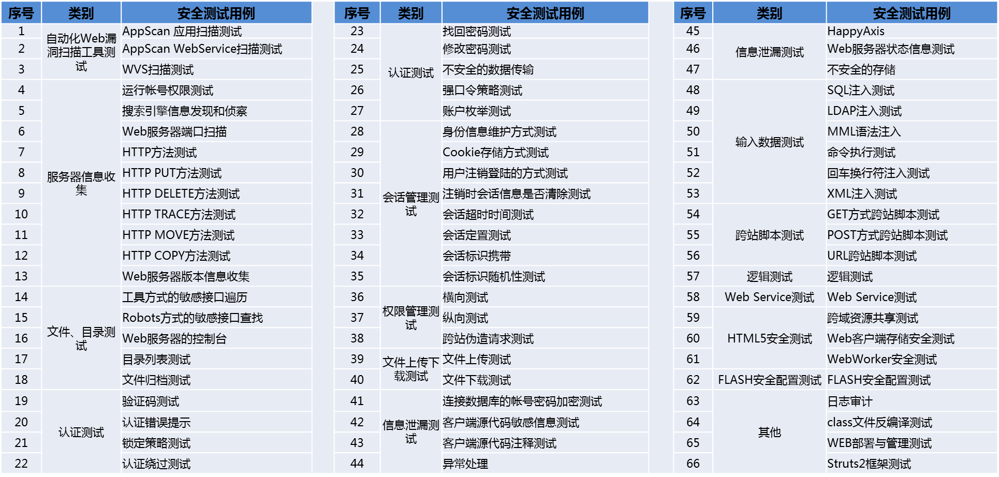 序号 类别 安全测试用例
1 自动化Web漏洞扫描工具测试 AppScan 应用扫描测试
2 AppScan WebService扫描测试
3 WVS扫描测试
4 服务器信息收集 运行帐号权限测试
5 搜索引擎信息发现和侦察
6 Web服务器端口扫描
7 HTTP方法测试
8 HTTP PUT方法测试
9 HTTP DELETE方法测试
10 HTTP TRACE方法测试
11 HTTP MOVE方法测试
12 HTTP COPY方法测试
13 Web服务器版本信息收集
14 文件、目录测试 工具方式的敏感接口遍历
15 Robots方式的敏感接口查找
16 Web服务器的控制台
17 目录列表测试
18 文件归档测试
19 认证测试 验证码测试
20 认证错误提示
21 锁定策略测试
22 认证绕过测试
序号 类别 安全测试用例
23 认证测试 找回密码测试
24 修改密码测试
25 不安全的数据传输
26 强口令策略测试
27 账户枚举测试
28 会话管理测试 身份信息维护方式测试
29 Cookie存储方式测试
30 用户注销登陆的方式测试
31 注销时会话信息是否清除测试
32 会话超时时间测试
33 会话定置测试
34 会话标识携带
35 会话标识随机性测试
36 权限管理测试 横向测试
37 纵向测试
38 跨站伪造请求测试
39 文件上传下载测试 文件上传测试
40 文件下载测试
41 信息泄漏测试 连接数据库的帐号密码加密测试
42 客户端源代码敏感信息测试
43 客户端源代码注释测试
44 异常处理
序号 类别 安全测试用例
45 信息泄漏测试 HappyAxis
46 Web服务器状态信息测试
47 不安全的存储
48 输入数据测试 SQL注入测试
49 LDAP注入测试
50 MML语法注入
51 命令执行测试
52 回车换行符注入测试
53 XML注入测试
54 跨站脚本测试 GET方式跨站脚本测试
55 POST方式跨站脚本测试
56 URL跨站脚本测试
57 逻辑测试 逻辑测试
58 Web Service测试 Web Service测试
59 HTML5安全测试 跨域资源共享测试
60 Web客户端存储安全测试
61 WebWorker安全测试
62 FLASH安全配置测试 FLASH安全配置测试
63 其他 日志审计
64 class文件反编译测试
65 WEB部署与管理测试
66 Struts2框架测试